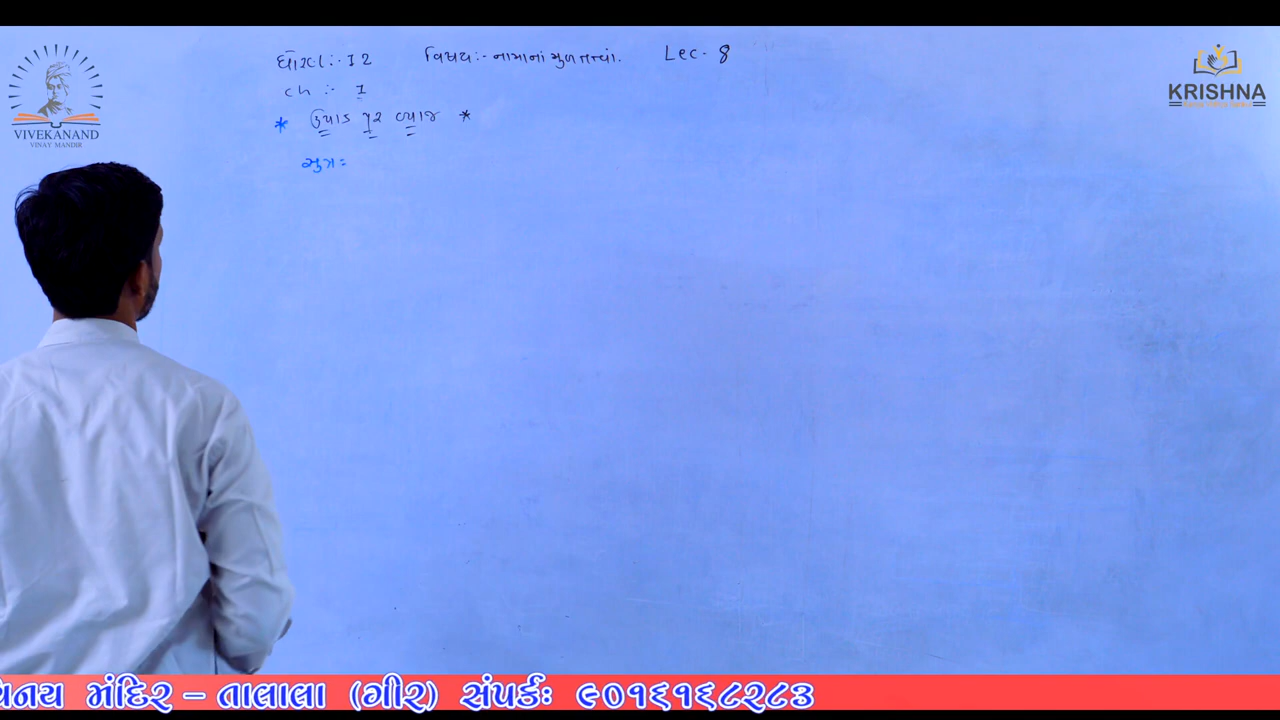 ધોરણ :- 12 વિષય :- નામાનાં મુળતત્વો. Lec - 8
ch :- 1
* ઉપાડ પર વ્યાજ *
સુત્ર =
VIVEKANAND
VINAY MANDIR
KRISHNA
વિનય મંદિર – તાલાલા (ગીર) સંપર્કઃ ૯૦૧૬૧૬૮૨૮૩